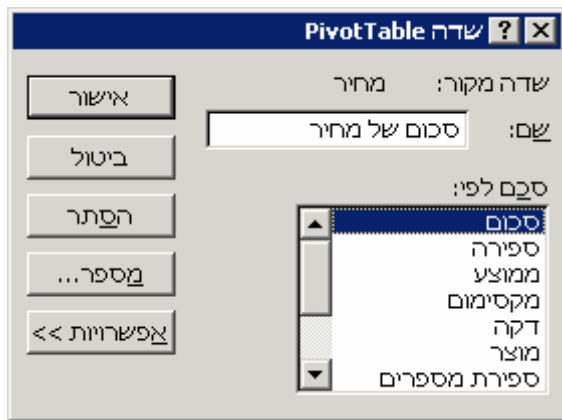 שדה PivotTable
שדה מקור: מחיר
שם: סכום של מחיר
סכם לפי:
סכום
ספירה
ממוצע
מקסימום
דקה
מוצר
ספירת מספרים
אישור
ביטול
הסתר
מספר...
אפשרויות >>